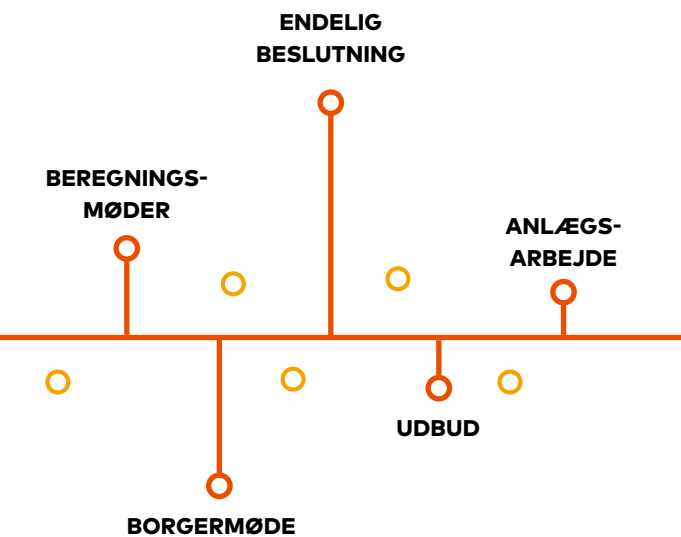 ENDELIG
BESLUTNING
BEREGNINGS-
MØDER
ANLÆGS-
ARBEJDE
UDBUD
BORGERMØDE